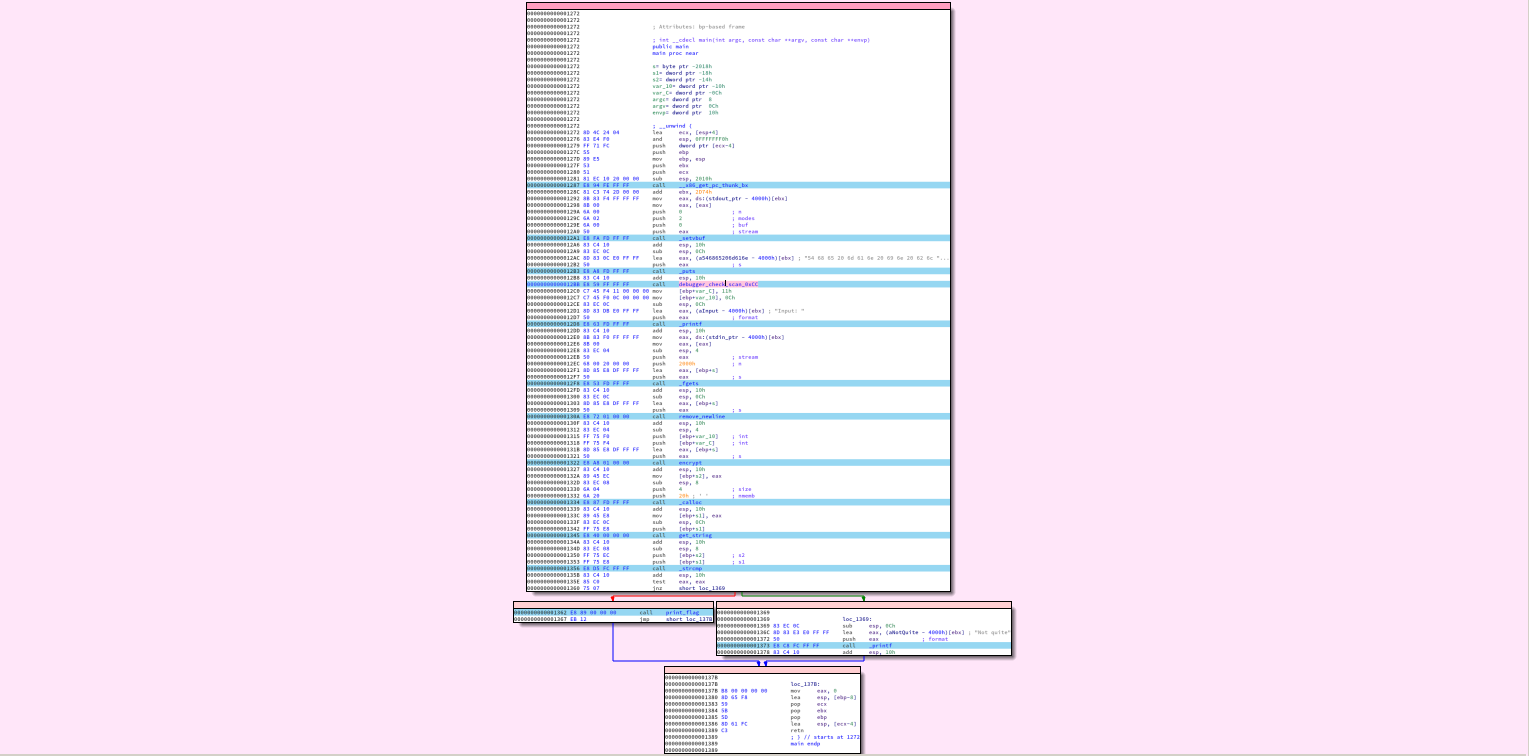 0000000000001272
0000000000001272
0000000000001272 ; Attributes: bp-based frame
0000000000001272
0000000000001272 ; int __cdecl main(int argc, const char **argv, const char **envp)
0000000000001272 public main
0000000000001272 main proc near
0000000000001272
0000000000001272 s= byte ptr -2018h
0000000000001272 s1= dword ptr -18h
0000000000001272 s2= dword ptr -14h
0000000000001272 var_10= dword ptr -10h
0000000000001272 var_C= dword ptr -0Ch
0000000000001272 argc= dword ptr  8
0000000000001272 argv= dword ptr  0Ch
0000000000001272 envp= dword ptr  10h
0000000000001272
0000000000001272 ; __unwind {
0000000000001272 8D 4C 24 04 lea ecx, [esp+4]
0000000000001276 83 E4 F0 and esp, 0FFFFFFF0h
0000000000001279 FF 71 FC push dword ptr [ecx-4]
000000000000127C 55 push ebp
000000000000127D 89 E5 mov ebp, esp
000000000000127F 53 push ebx
0000000000001280 51 push ecx
0000000000001281 81 EC 10 20 00 00 sub esp, 2010h
0000000000001287 E8 94 FE FF FF call __x86_get_pc_thunk_bx
000000000000128C 81 C3 74 2D 00 00 add ebx, 2D74h
0000000000001292 8B 83 F4 FF FF FF mov eax, ds:(stdout_ptr - 4000h)[ebx]
0000000000001298 8B 00 mov eax, [eax]
000000000000129A 6A 00 push 0 ; n
000000000000129C 6A 02 push 2 ; modes
000000000000129E 6A 00 push 0 ; buf
00000000000012A0 50 push eax ; stream
00000000000012A1 E8 FA FD FF FF call _setvbuf
00000000000012A6 83 C4 10 add esp, 10h
00000000000012A9 83 EC 0C sub esp, 0Ch
00000000000012AC 8D 83 0C E0 FF FF lea eax, (a546865206d616e - 4000h)[ebx] ; "54 68 65 20 6d 61 6e 20 69 6e 20 62 6c "...
00000000000012B2 50 push eax ; s
00000000000012B3 E8 A8 FD FF FF call _puts
00000000000012B8 83 C4 10 add esp, 10h
00000000000012BB E8 59 FF FF FF call debugger_check_scan_0xCC
00000000000012C0 C7 45 F4 11 00 00 00 mov [ebp+var_C], 11h
00000000000012C7 C7 45 F0 0C 00 00 00 mov [ebp+var_10], 0Ch
00000000000012CE 83 EC 0C sub esp, 0Ch
00000000000012D1 8D 83 DB E0 FF FF lea eax, (aInput - 4000h)[ebx] ; "Input: "
00000000000012D7 50 push eax ; format
00000000000012D8 E8 63 FD FF FF call _printf
00000000000012DD 83 C4 10 add esp, 10h
00000000000012E0 8B 83 F0 FF FF FF mov eax, ds:(stdin_ptr - 4000h)[ebx]
00000000000012E6 8B 00 mov eax, [eax]
00000000000012E8 83 EC 04 sub esp, 4
00000000000012EB 50 push eax ; stream
00000000000012EC 68 00 20 00 00 push 2000h ; n
00000000000012F1 8D 85 E8 DF FF FF lea eax, [ebp+s]
00000000000012F7 50 push eax ; s
00000000000012F8 E8 53 FD FF FF call _fgets
00000000000012FD 83 C4 10 add esp, 10h
0000000000001300 83 EC 0C sub esp, 0Ch
0000000000001303 8D 85 E8 DF FF FF lea eax, [ebp+s]
0000000000001309 50 push eax ; s
000000000000130A E8 72 01 00 00 call remove_newline
000000000000130F 83 C4 10 add esp, 10h
0000000000001312 83 EC 04 sub esp, 4
0000000000001315 FF 75 F0 push [ebp+var_10] ; int
0000000000001318 FF 75 F4 push [ebp+var_C] ; int
000000000000131B 8D 85 E8 DF FF FF lea eax, [ebp+s]
0000000000001321 50 push eax ; s
0000000000001322 E8 A0 01 00 00 call encrypt
0000000000001327 83 C4 10 add esp, 10h
000000000000132A 89 45 EC mov [ebp+s2], eax
000000000000132D 83 EC 08 sub esp, 8
0000000000001330 6A 04 push 4 ; size
0000000000001332 6A 20 push 20h ; ' ' ; nmemb
0000000000001334 E8 87 FD FF FF call _calloc
0000000000001339 83 C4 10 add esp, 10h
000000000000133C 89 45 E8 mov [ebp+s1], eax
000000000000133F 83 EC 0C sub esp, 0Ch
0000000000001342 FF 75 E8 push [ebp+s1]
0000000000001345 E8 40 00 00 00 call get_string
000000000000134A 83 C4 10 add esp, 10h
000000000000134D 83 EC 08 sub esp, 8
0000000000001350 FF 75 EC push [ebp+s2] ; s2
0000000000001353 FF 75 E8 push [ebp+s1] ; s1
0000000000001356 E8 D5 FC FF FF call _strcmp
000000000000135B 83 C4 10 add esp, 10h
000000000000135E 85 C0 test eax, eax
0000000000001360 75 07 jnz short loc_1369
0000000000001362 E8 89 00 00 00 call print_flag
0000000000001367 EB 12 jmp short loc_137B
0000000000001369
0000000000001369 loc_1369:
0000000000001369 83 EC 0C sub esp, 0Ch
000000000000136C 8D 83 E3 E0 FF FF lea eax, (aNotQuite - 4000h)[ebx] ; "Not quite"
0000000000001372 50 push eax ; format
0000000000001373 E8 C8 FC FF FF call _printf
0000000000001378 83 C4 10 add esp, 10h
000000000000137B
000000000000137B loc_137B:
000000000000137B B8 00 00 00 00 mov eax, 0
0000000000001380 8D 65 F8 lea esp, [ebp-8]
0000000000001383 59 pop ecx
0000000000001384 5B pop ebx
0000000000001385 5D pop ebp
0000000000001386 8D 61 FC lea esp, [ecx-4]
0000000000001389 C3 retn
0000000000001389 ; } // starts at 1272
0000000000001389 main endp
0000000000001389